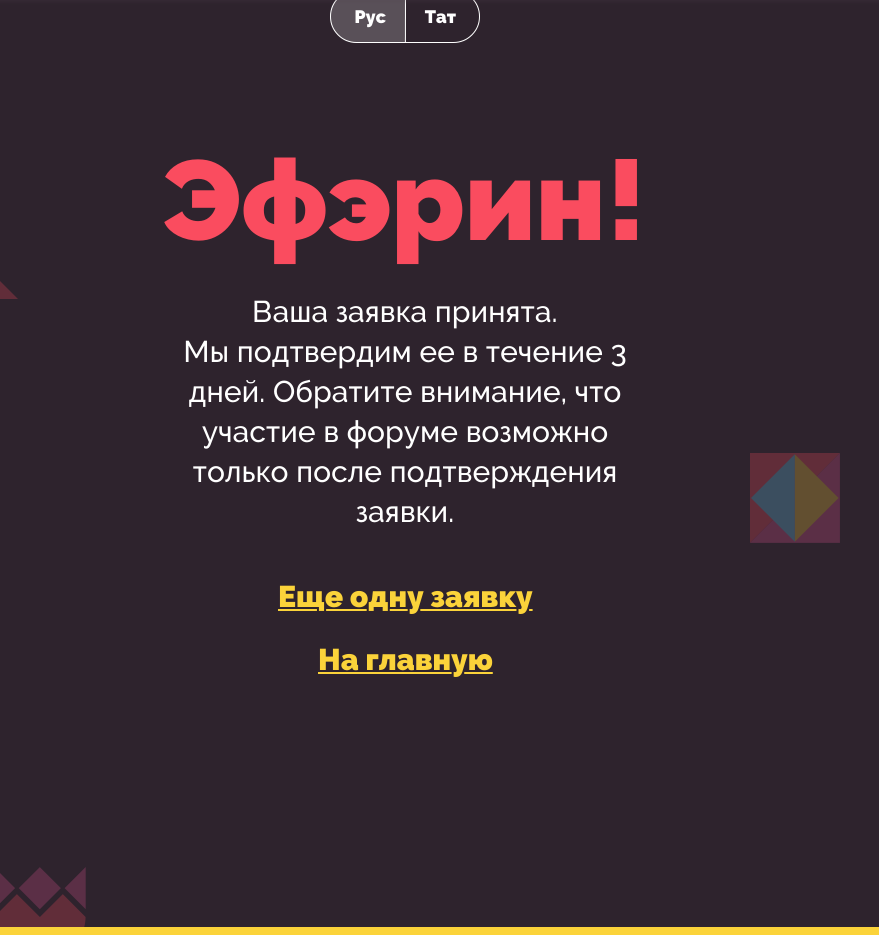 Рус Тат
Эфэрин!
Ваша заявка принята.
Мы подтвердим ее в течение 3
дней. Обратите внимание, что
участие в форуме возможно
только после подтверждения
заявки.
Еще одну заявку
На главную